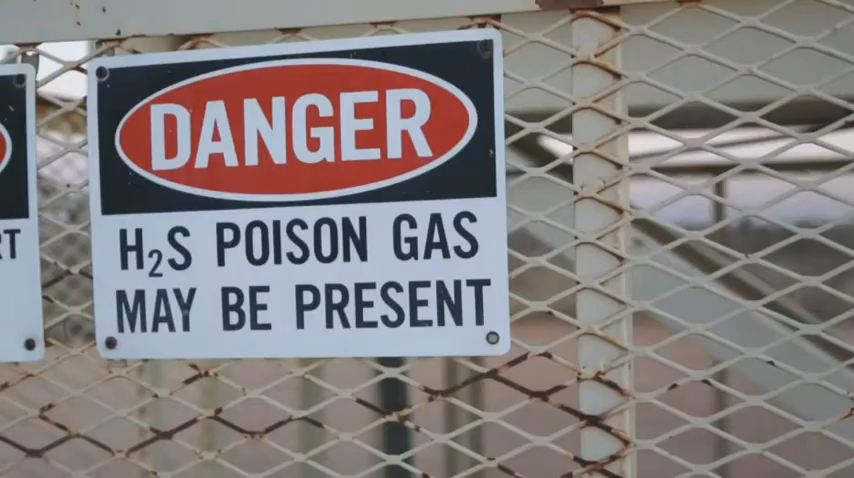 DANGER
H₂S POISON GAS
MAY BE PRESENT